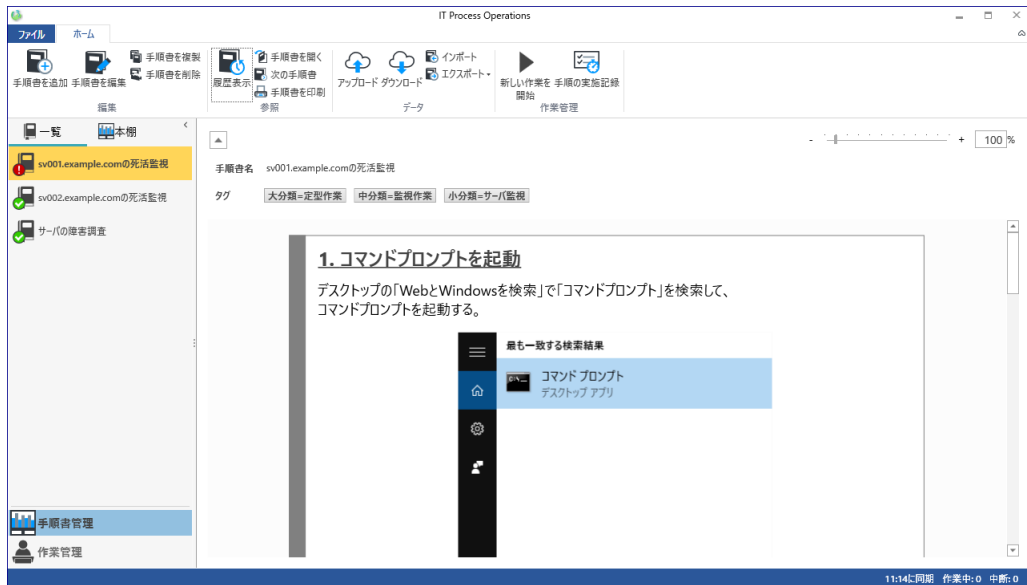 IT Process Operations
ファイル ホーム
手順書を追加 手順書を編集
手順書を複製
手順書を削除
編集
履歴表示
手順書を開く
次の手順書
手順書を印刷
参照
アップロード ダウンロード
インポート
エクスポート
データ
新しい作業を開始
手順の実施記録
作業管理
一覧 本棚
sv001.example.comの死活監視
sv002.example.comの死活監視
サーバの障害調査
手順書管理
作業管理
- + 100 %
手順書名 sv001.example.comの死活監視
タグ 大分類=定型作業 中分類=監視作業 小分類=サーバ監視
1. コマンドプロンプトを起動
デスクトップの「WebとWindowsを検索」で「コマンドプロンプト」を検索して、
コマンドプロンプトを起動する。
最も一致する検索結果
コマンド プロンプト
デスクトップ アプリ
11:14に同期 作業中: 0 中断: 0